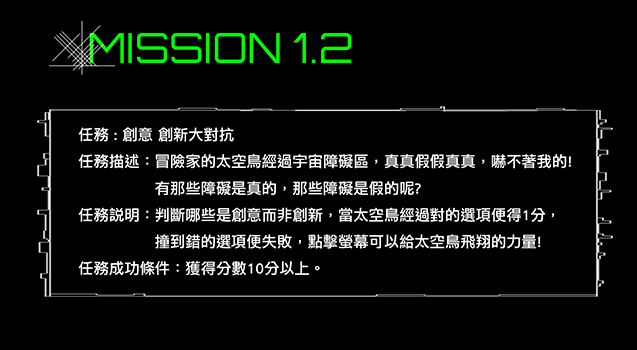 MISSION 1.2
任務 : 創意 創新大對抗
任務描述：冒險家的太空鳥經過宇宙障礙區，真真假假真真，嚇不著我的!
有那些障礙是真的，那些障礙是假的呢?
任務說明：判斷哪些是創意而非創新，當太空鳥經過對的選項便得1分，
撞到錯的選項便失敗，點擊螢幕可以給太空鳥飛翔的力量!
任務成功條件：獲得分數10分以上。